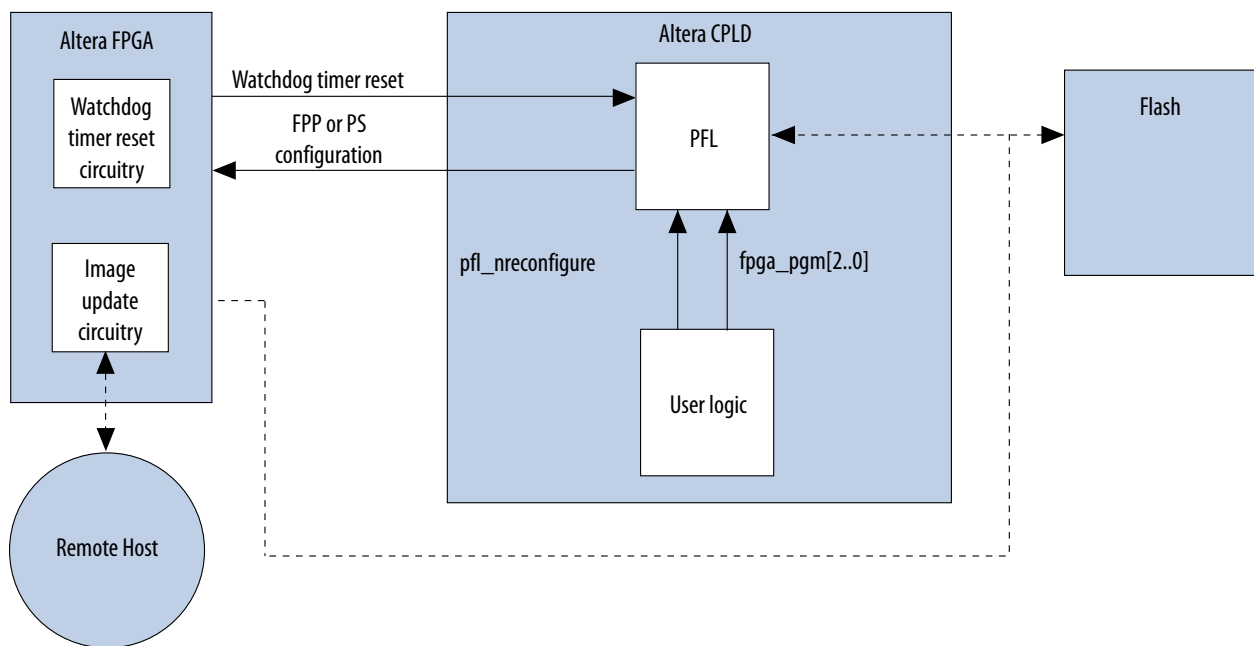 Altera FPGA
Watchdog
timer reset
circuitry
Image
update
circuitry
Remote Host
Watchdog timer reset
FPP or PS
configuration
Altera CPLD
PFL
pfl_nreconfigure
fpga_pgm[2..0]
User logic
Flash